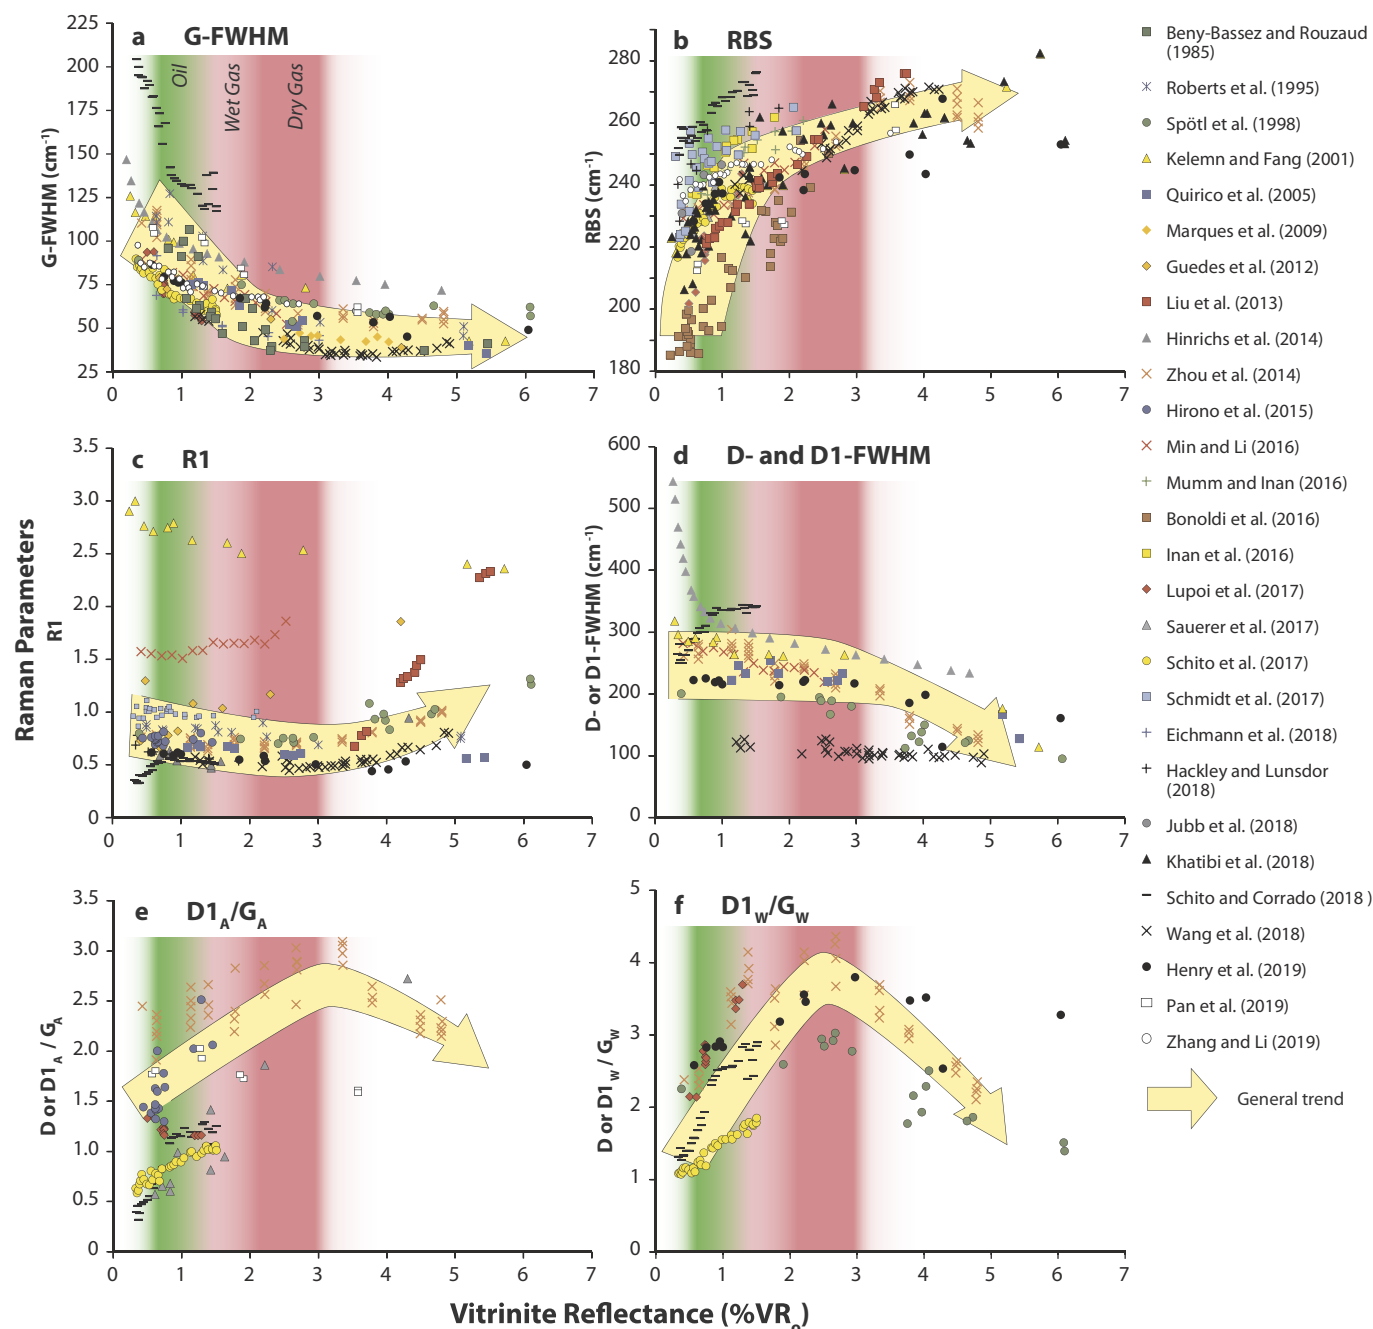 a G-FWHM
Oil
Wet Gas
Dry Gas
G-FWHM (cm⁻¹)
225
200
175
150
125
100
75
50
25
0 1 2 3 4 5 6 7
b RBS
RBS (cm⁻¹)
280
260
240
220
200
180
0 1 2 3 4 5 6 7
c R1
Raman Parameters
R1
3.5
3.0
2.5
2.0
1.5
1.0
0.5
0
0 1 2 3 4 5 6 7
d D- and D1-FWHM
D- or D1-FWHM (cm⁻¹)
600
500
400
300
200
100
0
0 1 2 3 4 5 6 7
e D1A/GA
D or D1A / GA
3.5
3.0
2.5
2.0
1.5
1.0
0.5
0
0 1 2 3 4 5 6 7
f D1W/GW
D or D1W / GW
5
4
3
2
1
0
0 1 2 3 4 5 6 7
Vitrinite Reflectance (%VRo)
Beny-Bassez and Rouzaud
(1985)
Roberts et al. (1995)
Spötl et al. (1998)
Kelemn and Fang (2001)
Quirico et al. (2005)
Marques et al. (2009)
Guedes et al. (2012)
Liu et al. (2013)
Hinrichs et al. (2014)
Zhou et al. (2014)
Hirono et al. (2015)
Min and Li (2016)
Mumm and Inan (2016)
Bonoldi et al. (2016)
Inan et al. (2016)
Lupoi et al. (2017)
Sauerer et al. (2017)
Schito et al. (2017)
Schmidt et al. (2017)
Eichmann et al. (2018)
Hackley and Lunsdor
(2018)
Jubb et al. (2018)
Khatibi et al. (2018)
Schito and Corrado (2018 )
Wang et al. (2018)
Henry et al. (2019)
Pan et al. (2019)
Zhang and Li (2019)
General trend